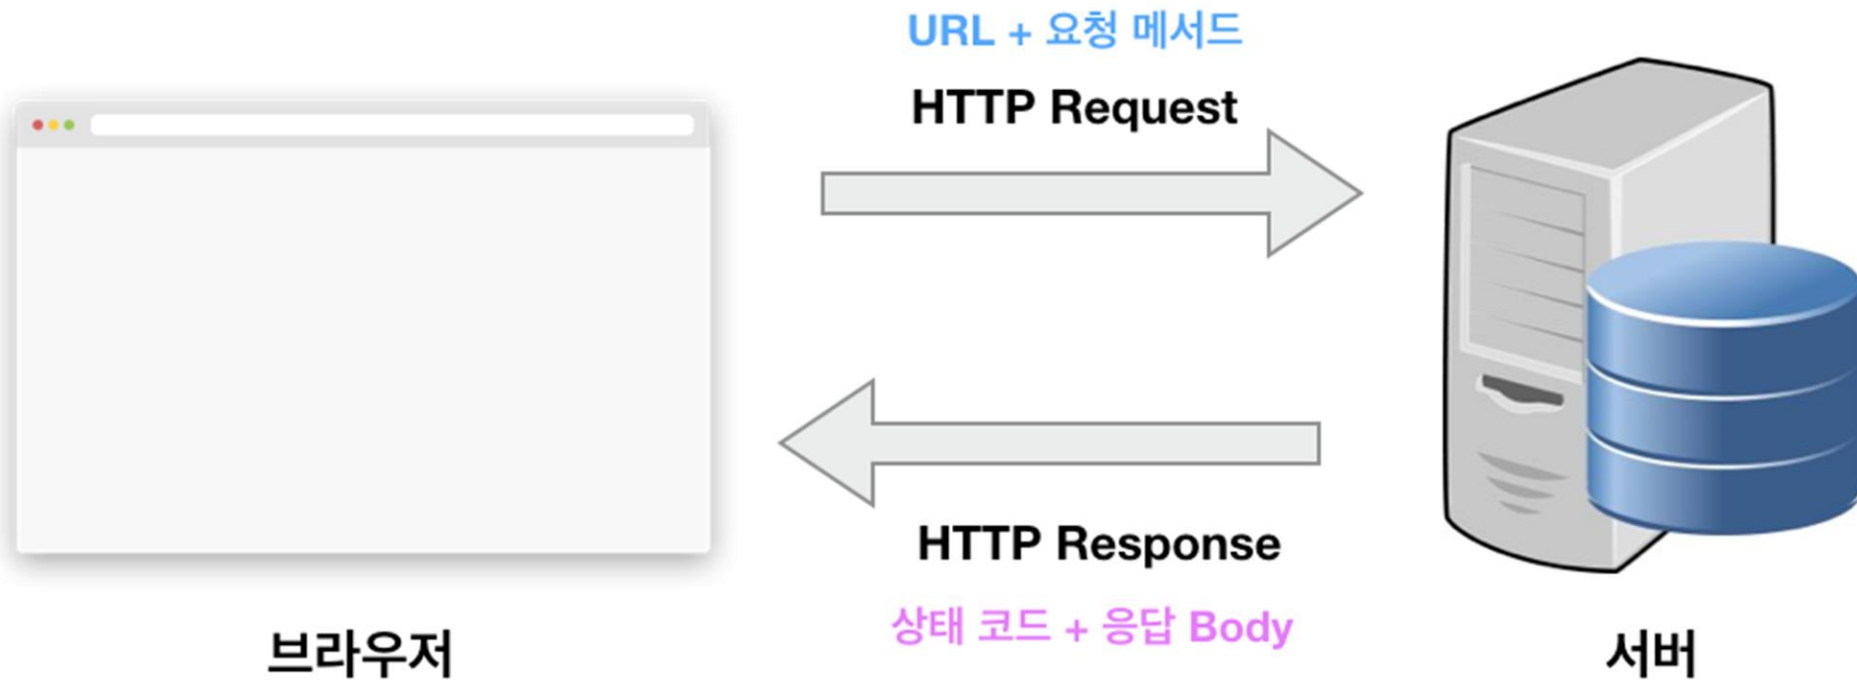 URL + 요청 메서드
HTTP Request
HTTP Response
상태 코드 + 응답 Body
브라우저
서버